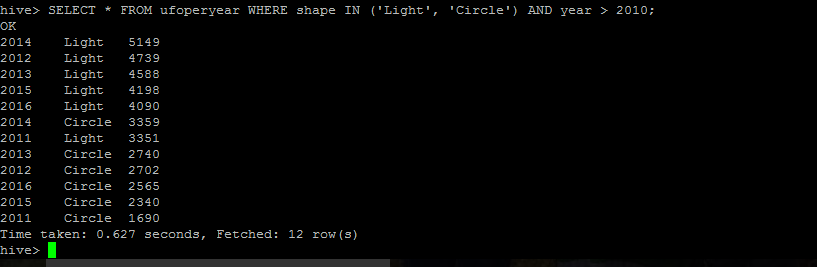 hive> SELECT * FROM ufoperyear WHERE shape IN ('Light', 'Circle') AND year > 2010;
OK
2014    Light   5149
2012    Light   4739
2013    Light   4588
2015    Light   4198
2016    Light   4090
2014    Circle  3359
2011    Light   3351
2013    Circle  2740
2012    Circle  2702
2016    Circle  2565
2015    Circle  2340
2011    Circle  1690
Time taken: 0.627 seconds, Fetched: 12 row(s)
hive>